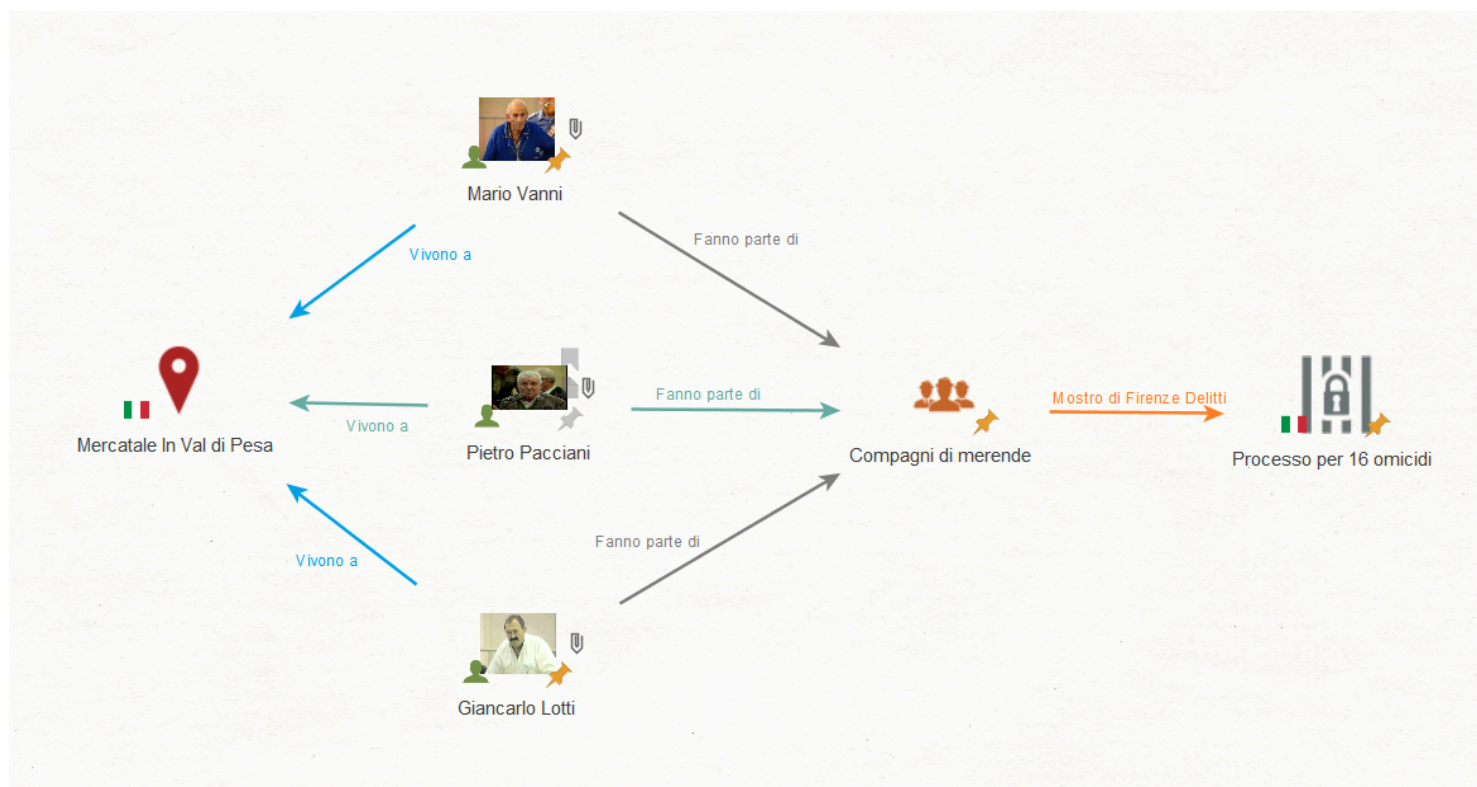 Mario Vanni
Vivono a
Fanno parte di
Mercatale In Val di Pesa
Vivono a
Pietro Pacciani
Fanno parte di
Compagni di merende
Mostro di Firenze Delitti
Processo per 16 omicidi
Vivono a
Fanno parte di
Giancarlo Lotti